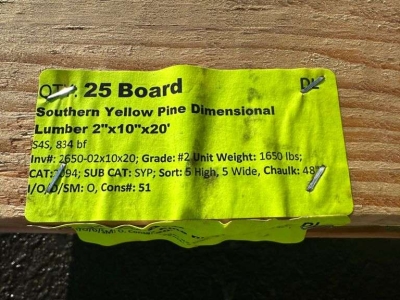 QTY: 25 Board
Southern Yellow Pine Dimensional
Lumber 2"x10"x20'
S4S, 834 bf
Inv#: 2650-02x10x20; Grade: #2 Unit Weight: 1650 lbs;
SUB CAT: SYP; Sort: 5 High, 5 Wide, Chaulk: 48
O, Cons#: 51